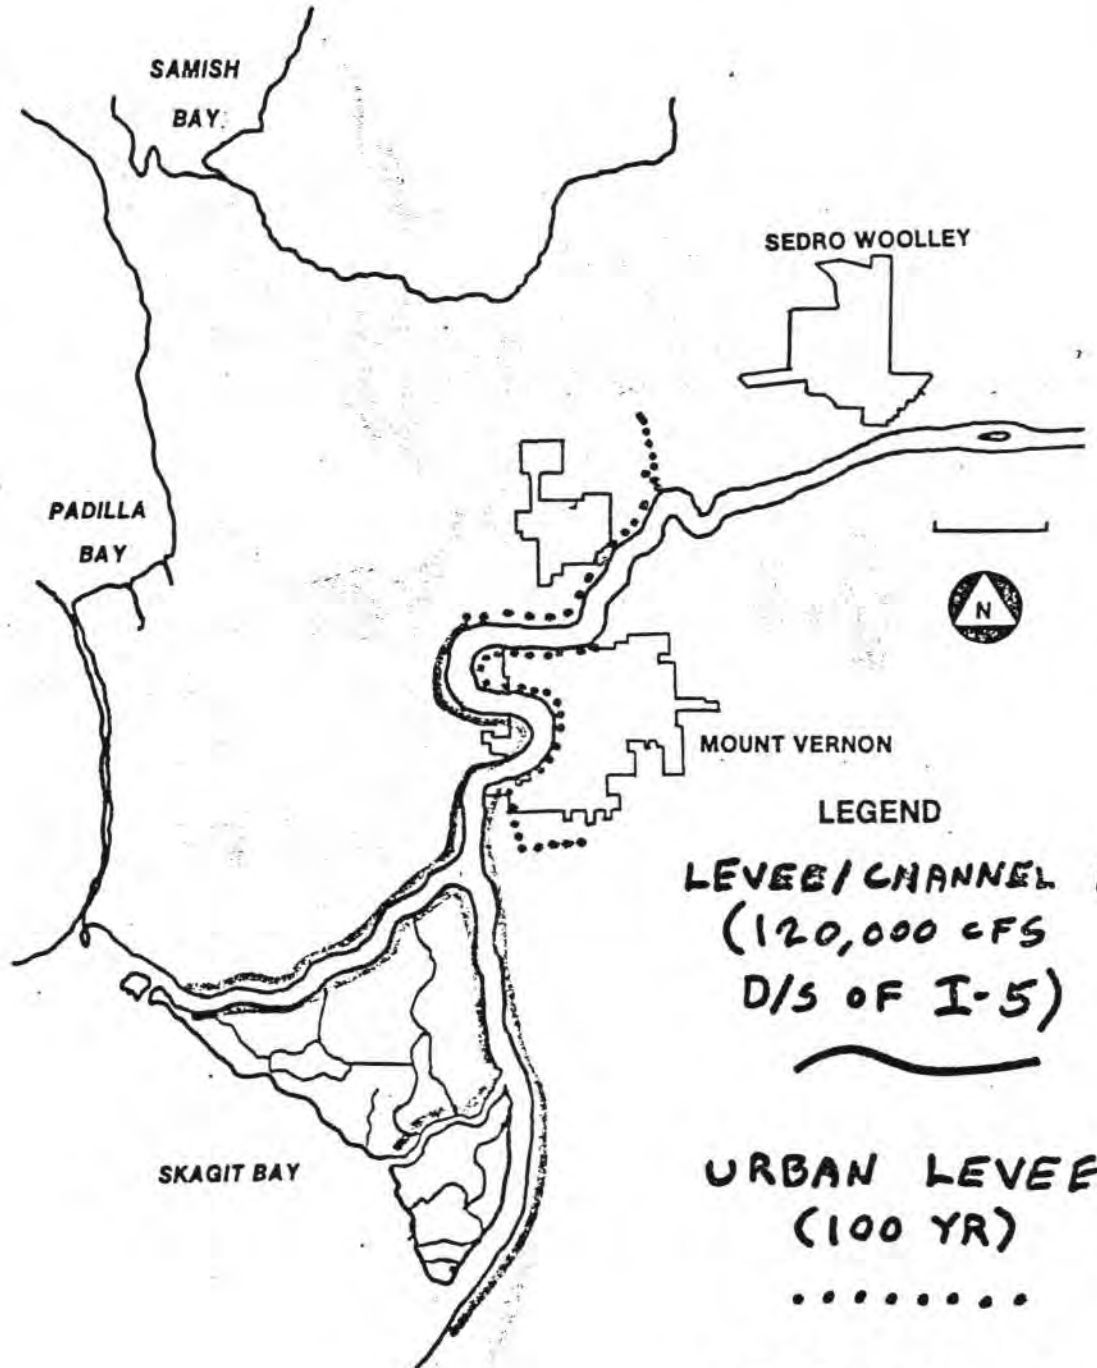 SAMISH
BAY
SEDRO WOOLLEY
PADILLA
BAY
N
MOUNT VERNON
LEGEND
LEVEE/CHANNEL
(120,000 CFS
D/S OF I-5)
SKAGIT BAY
URBAN LEVEE
(100 YR)